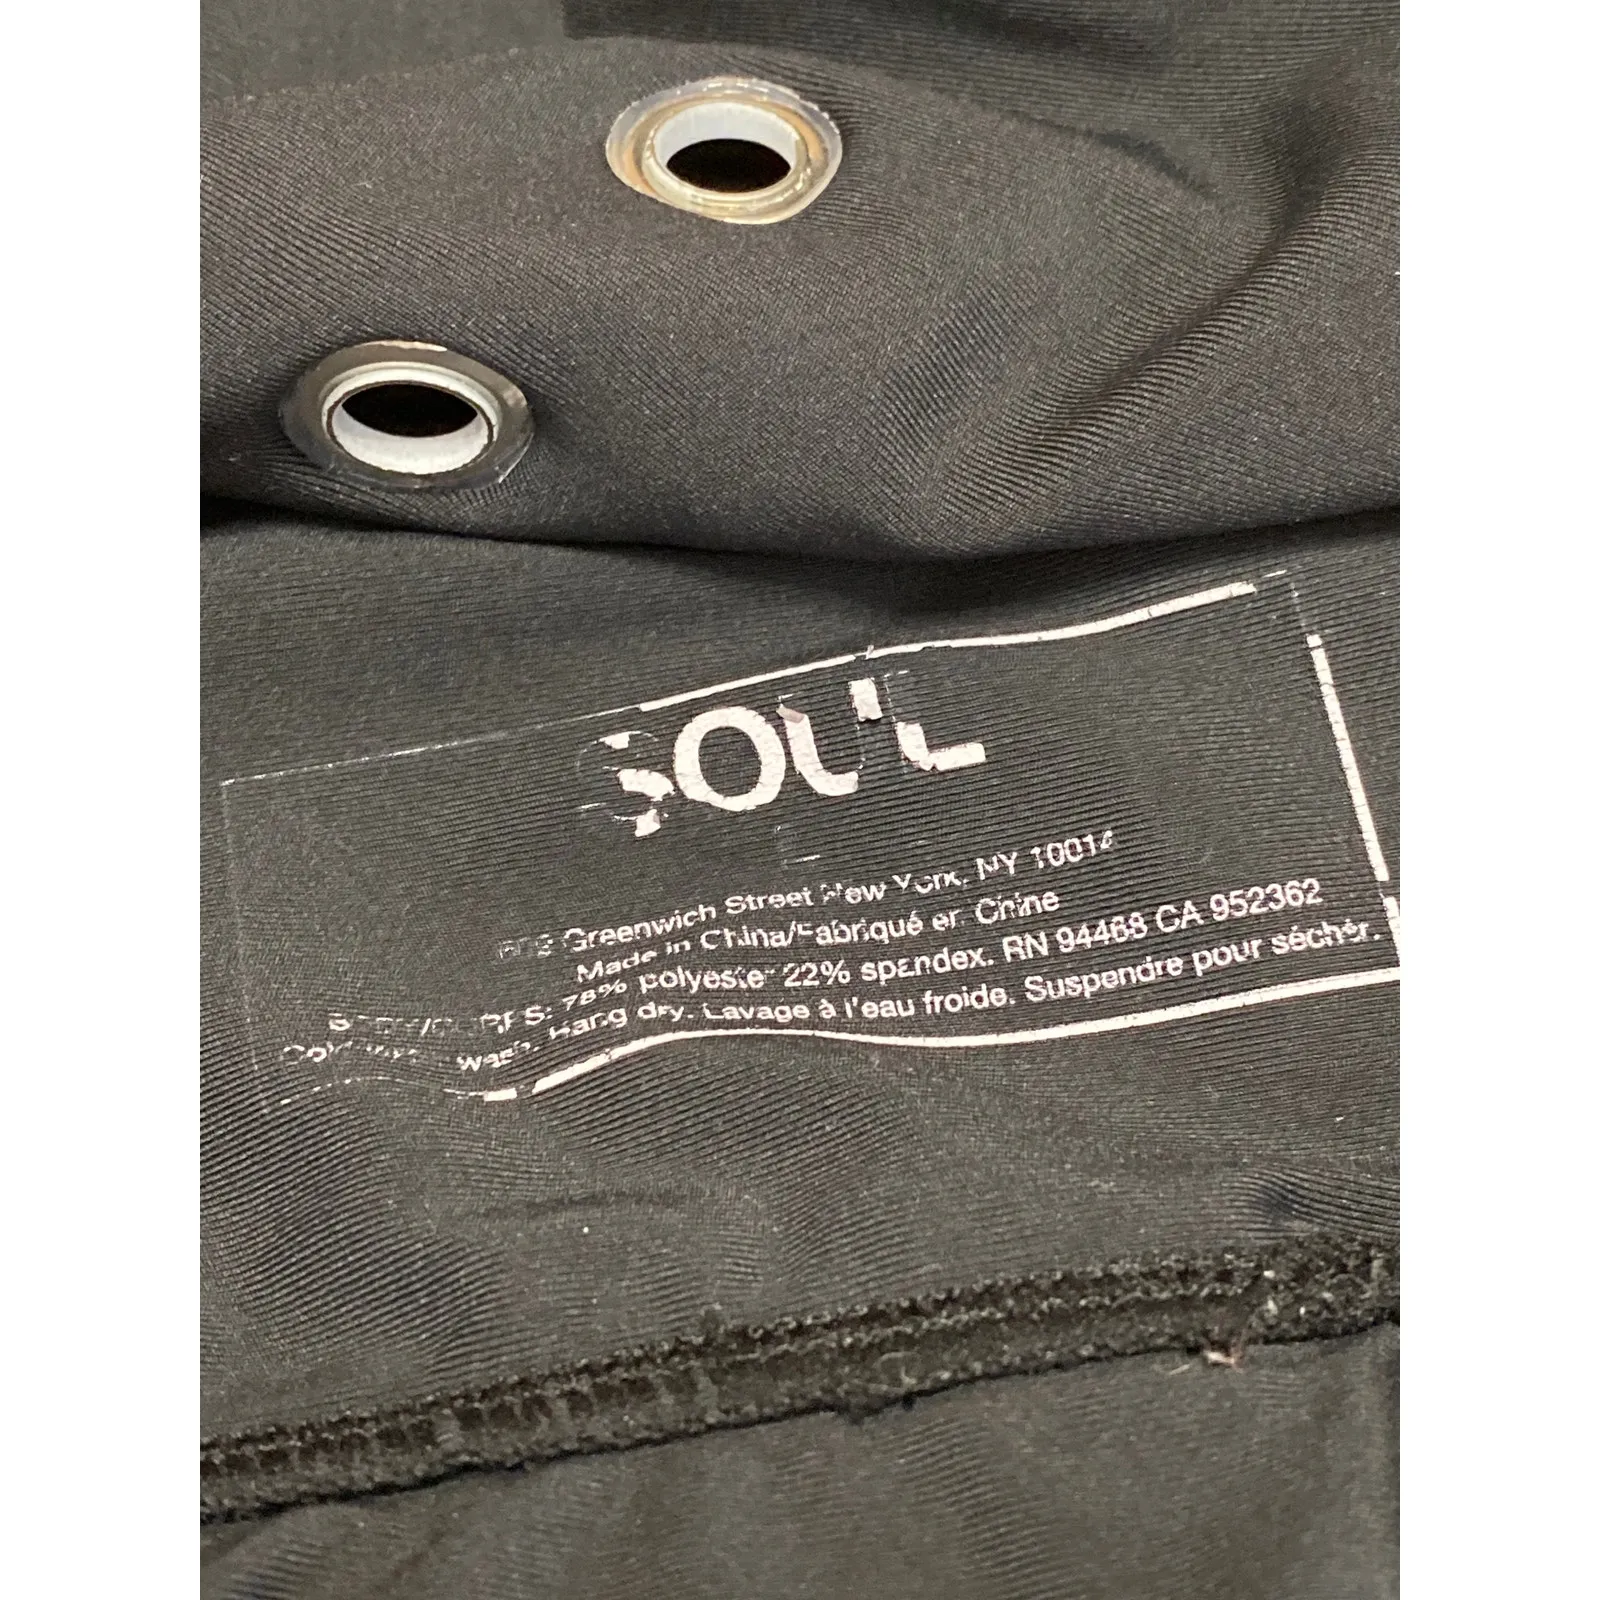 SOUL
Greenwich Street New York, NY 10014
Made in China/Fabriqué en Chine
78% polyester 22% spandex. RN 94468 CA 952362
wash. Hang dry. Lavage à l'eau froide. Suspendre pour sécher.